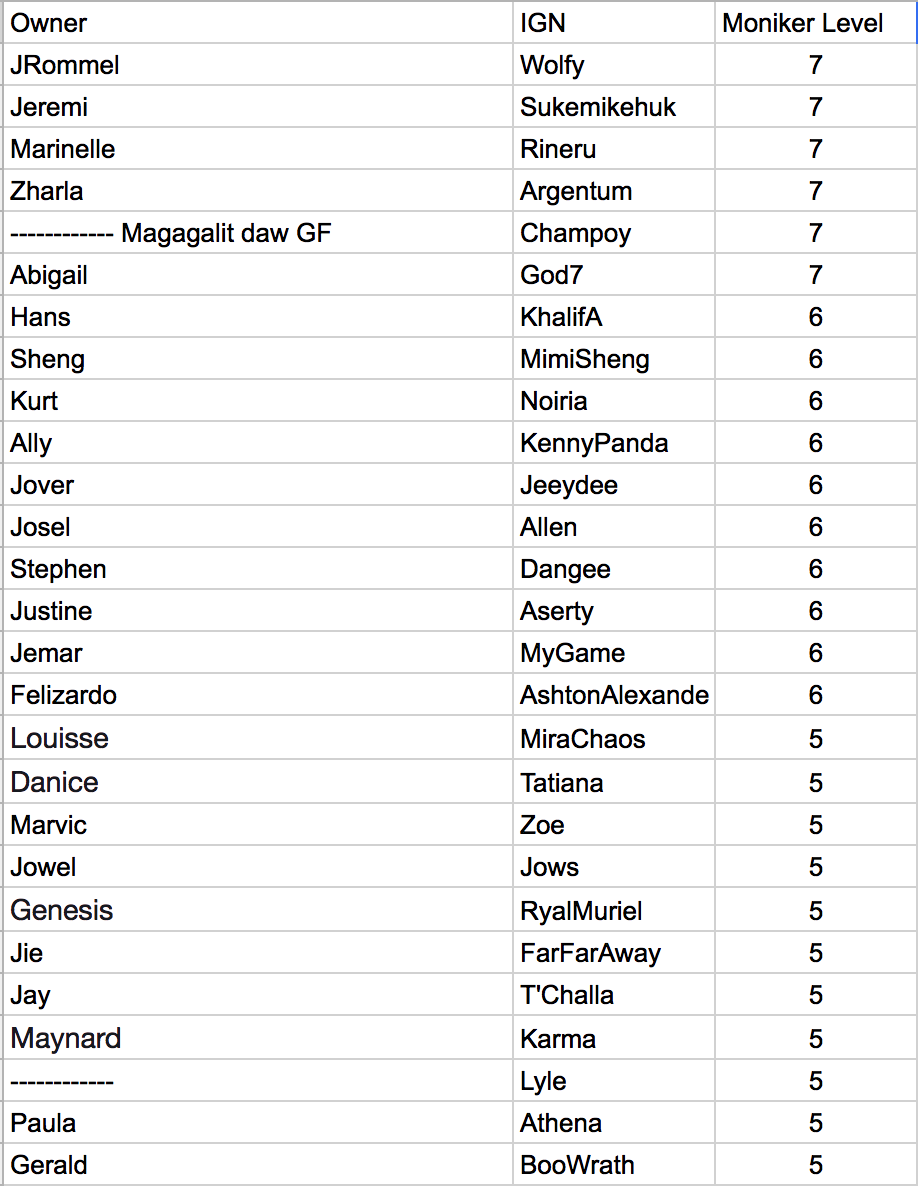 Owner IGN Moniker Level
JRommel Wolfy 7
Jeremi Sukemikehuk 7
Marinelle Rineru 7
Zharla Argentum 7
------------ Magagalit daw GF Champoy 7
Abigail God7 7
Hans KhalifA 6
Sheng MimiSheng 6
Kurt Noiria 6
Ally KennyPanda 6
Jover Jeeydee 6
Josel Allen 6
Stephen Dangee 6
Justine Aserty 6
Jemar MyGame 6
Felizardo AshtonAlexande 6
Louisse MiraChaos 5
Danice Tatiana 5
Marvic Zoe 5
Jowel Jows 5
Genesis RyalMuriel 5
Jie FarFarAway 5
Jay T'Challa 5
Maynard Karma 5
------------ Lyle 5
Paula Athena 5
Gerald BooWrath 5